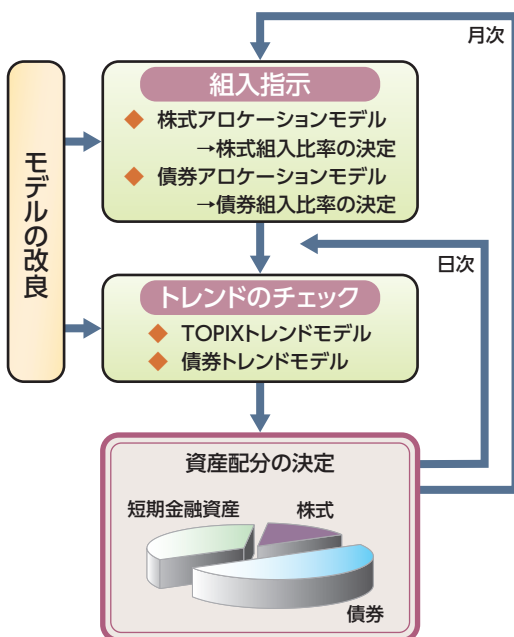 月次
組入指示
◆ 株式アロケーションモデル
→株式組入比率の決定
◆ 債券アロケーションモデル
→債券組入比率の決定
モデルの改良
日次
トレンドのチェック
◆ TOPIXトレンドモデル
◆ 債券トレンドモデル
資産配分の決定
短期金融資産
株式
債券